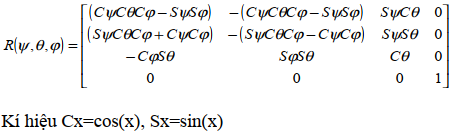 (CψCθCφ − SψSφ) −(CψCθCφ − SψSφ) SψCθ 0
(SψCθCφ + CψCφ) −(SψCθCφ − CψCφ) SψSθ 0
R(ψ,θ,φ) =
−CφSθ SφSθ Cθ 0
0 0 0 1
Kí hiệu Cx=cos(x), Sx=sin(x)